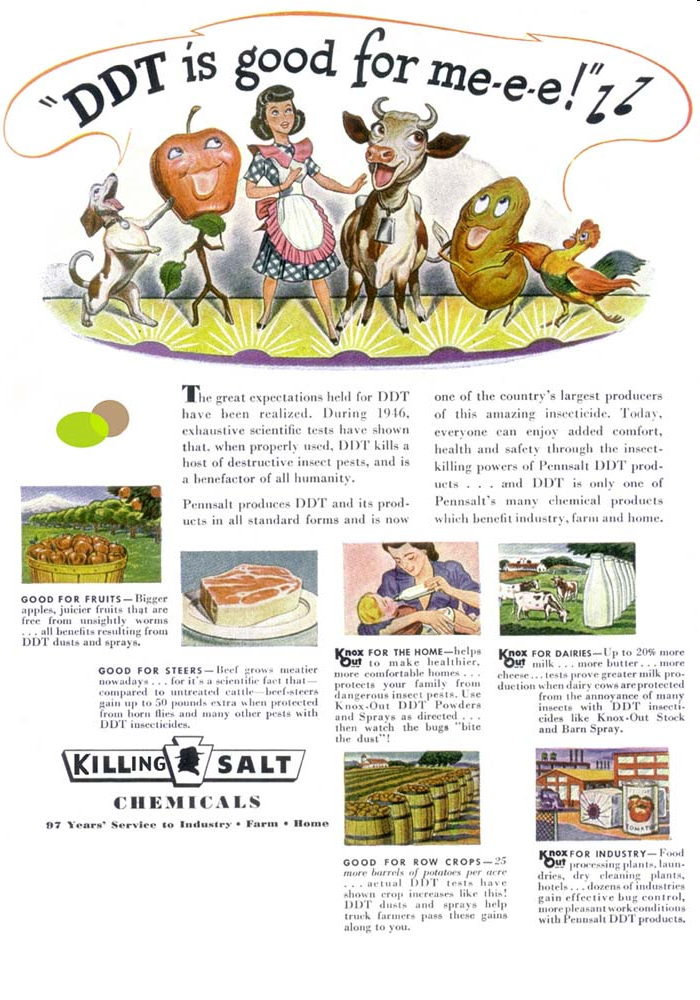 "DDT is good for me-e-e!"
The great expectations held for DDT
have been realized. During 1946,
exhaustive scientific tests have shown
that, when properly used, DDT kills a
host of destructive insect pests, and is
a benefactor of all humanity.
Pennsalt produces DDT and its prod-
ucts in all standard forms and is now
one of the country's largest producers
of this amazing insecticide. Today,
everyone can enjoy added comfort,
health and safety through the insect-
killing powers of Pennsalt DDT prod-
ucts . . . and DDT is only one of
Pennsalt's many chemical products
which benefit industry, farm and home.
GOOD FOR FRUITS—Bigger
apples, juicier fruits that are
free from unsightly worms
. . . all benefits resulting from
DDT dusts and sprays.
GOOD FOR STEERS—Beef grows meatier
nowadays . . . for it's a scientific fact that—
compared to untreated cattle—beef-steers
gain up to 50 pounds extra when protected
from horn flies and many other pests with
DDT insecticides.
Knox Out FOR THE HOME—helps
to make healthier,
more comfortable homes . . .
protects your family from
dangerous insect pests. Use
Knox-Out DDT Powders
and Sprays as directed . . .
then watch the bugs "bite
the dust"!
Knox Out FOR DAIRIES—Up to 20% more
milk . . . more butter . . . more
cheese . . . tests prove greater milk pro-
duction when dairy cows are protected
from the annoyance of many
insects with DDT insecti-
cides like Knox-Out Stock
and Barn Spray.
KILLING SALT
CHEMICALS
97 Years' Service to Industry • Farm • Home
GOOD FOR ROW CROPS—25
more barrels of potatoes per acre
. . . actual DDT tests have
shown crop increases like this!
DDT dusts and sprays help
truck farmers pass these gains
along to you.
TOMATO
Knox Out FOR INDUSTRY—Food
processing plants, laun-
dries, dry cleaning plants,
hotels . . . dozens of industries
gain effective bug control,
more pleasant work conditions
with Pennsalt DDT products.